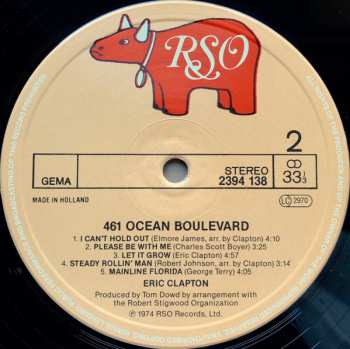 RSO
2
STEREO
GEMA
2394 138
33⅓
MADE IN HOLLAND
LC 2970
461 OCEAN BOULEVARD
1. I CAN'T HOLD OUT (Elmore James, arr. by Clapton) 4:10
2. PLEASE BE WITH ME (Charles Scott Boyer) 3:25
3. LET IT GROW (Eric Clapton) 4:56
4. STEADY ROLLIN' MAN (Robert Johnson, arr. by Clapton) 3:14
5. MAINLINE FLORIDA (George Terry) 4:05
ERIC CLAPTON
Produced by Tom Dowd by arrangement with
the Robert Stigwood Organization
℗ 1974 RSO Records, Ltd.